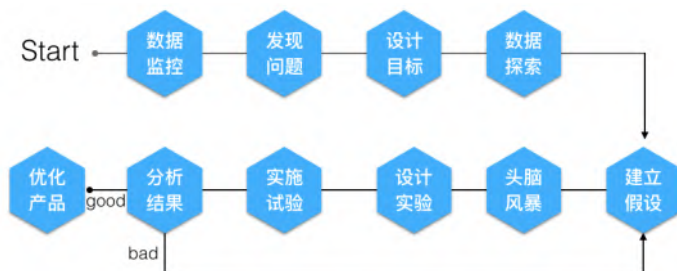 Start
数据
监控
发现
问题
设计
目标
数据
探索
优化
产品
good
分析
结果
实施
试验
设计
实验
头脑
风暴
建立
假设
bad